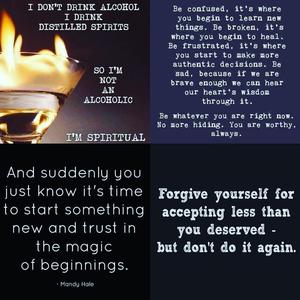 I DON'T DRINK ALCOHOL
I DRINK
DISTILLED SPIRITS
SO I'M
NOT
AN
ALCOHOLIC
I'M SPIRITUAL
Be confused, it's where
you begin to learn new
things. Be broken, it's
where you begin to heal.
Be frustrated, it's where
you start to make more
authentic decisions. Be
sad, because if we are
brave enough we can hear
our heart's wisdom
through it.
Be whatever you are right now.
No more hiding. You are worthy,
always.
And suddenly you
just know it's time
to start something
new and trust in
the magic
of beginnings.
- Mandy Hale
Forgive yourself for
accepting less than
you deserved -
but don't do it again.